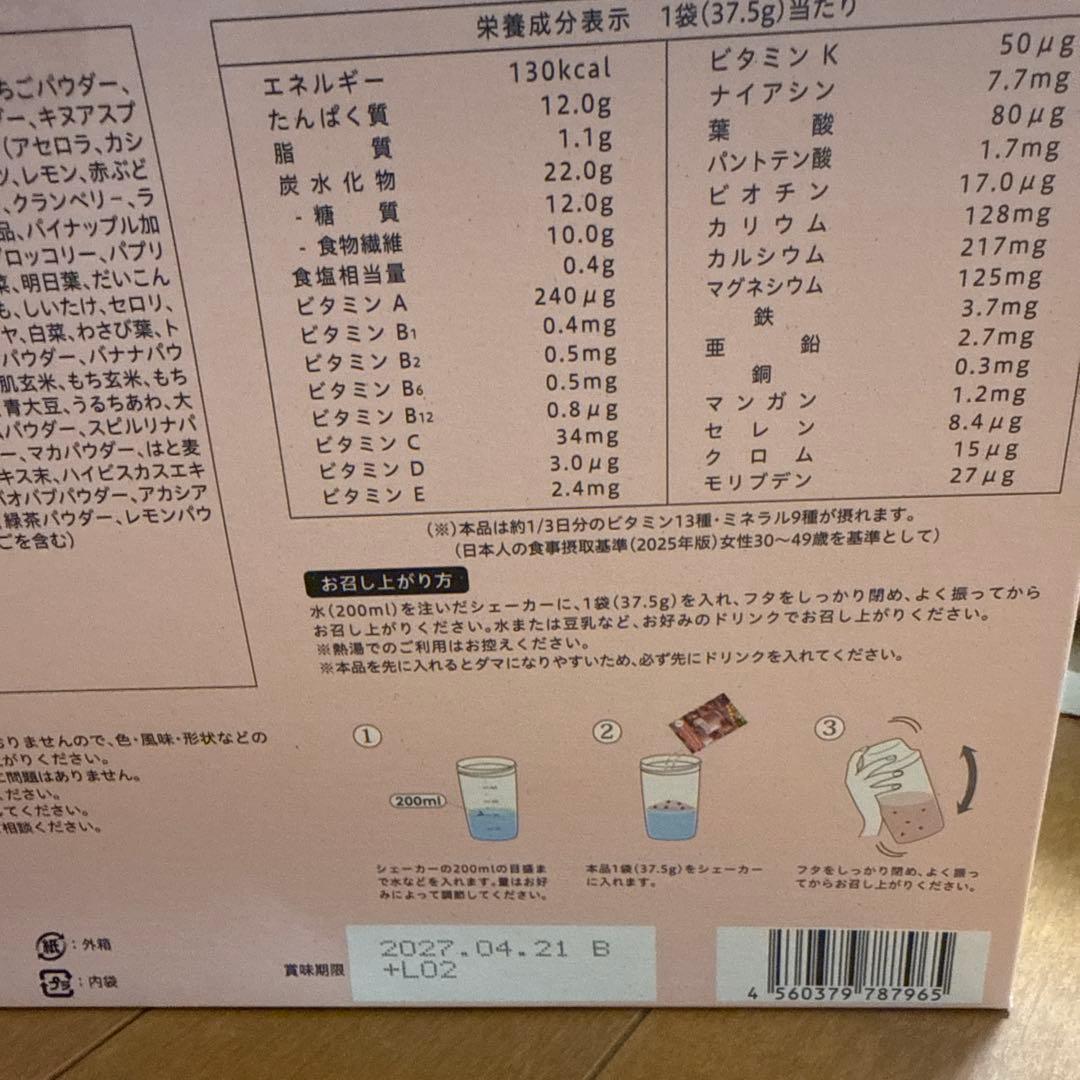 ちごパウダー、
ー、キヌアスプ
(アセロラ、カシ
ツ、レモン、赤ぶど
、クランベリー、ラ
品、パイナップル加
ブロッコリー、パプリ
菜、明日葉、だいこん
も、しいたけ、セロリ、
ヤ、白菜、わさび葉、ト
パウダー、バナナパウ
肌玄米、もち玄米、もち
青大豆、うるちあわ、大
パウダー、スピルリナパ
ー、マカパウダー、はと麦
キス末、ハイビスカスエキ
バオバブパウダー、アカシア
緑茶パウダー、レモンパウ
ごを含む)
栄養成分表示 1袋(37.5g)当たり
エネルギー 130kcal
たんぱく質 12.0g
脂質 1.1g
炭水化物 22.0g
- 糖質 12.0g
- 食物繊維 10.0g
食塩相当量 0.4g
ビタミン A 240μg
ビタミン B1 0.4mg
ビタミン B2 0.5mg
ビタミン B6 0.5mg
ビタミン B12 0.8μg
ビタミン C 34mg
ビタミン D 3.0μg
ビタミン E 2.4mg
ビタミン K 50μg
ナイアシン 7.7mg
葉酸 80μg
パントテン酸 1.7mg
ビオチン 17.0μg
カリウム 128mg
カルシウム 217mg
マグネシウム 125mg
鉄 3.7mg
亜鉛 2.7mg
銅 0.3mg
マンガン 1.2mg
セレン 8.4μg
クロム 15μg
モリブデン 27μg
(※)本品は約1/3日分のビタミン13種・ミネラル9種が摂れます。
(日本人の食事摂取基準(2025年版)女性30〜49歳を基準として)
お召し上がり方
水(200ml)を注いだシェーカーに、1袋(37.5g)を入れ、フタをしっかり閉め、よく振ってから
お召し上がりください。水または豆乳など、お好みのドリンクでお召し上がりください。
※熱湯でのご利用はお控えください。
※本品を先に入れるとダマになりやすいため、必ず先にドリンクを入れてください。
おりませんので、色・風味・形状などの
がりください。
に問題はありません。
ください。
してください。
相談ください。
1
200ml
シェーカーの200mlの目盛ま
で水などを入れます。量はお好
みによって調節してください。
2
本品1袋(37.5g)をシェーカー
に入れます。
3
フタをしっかり閉め、よく振っ
てからお召し上がりください。
紙:外箱
プラ:内袋
賞味期限
2027.04.21 B
+L02
4 560379 787965